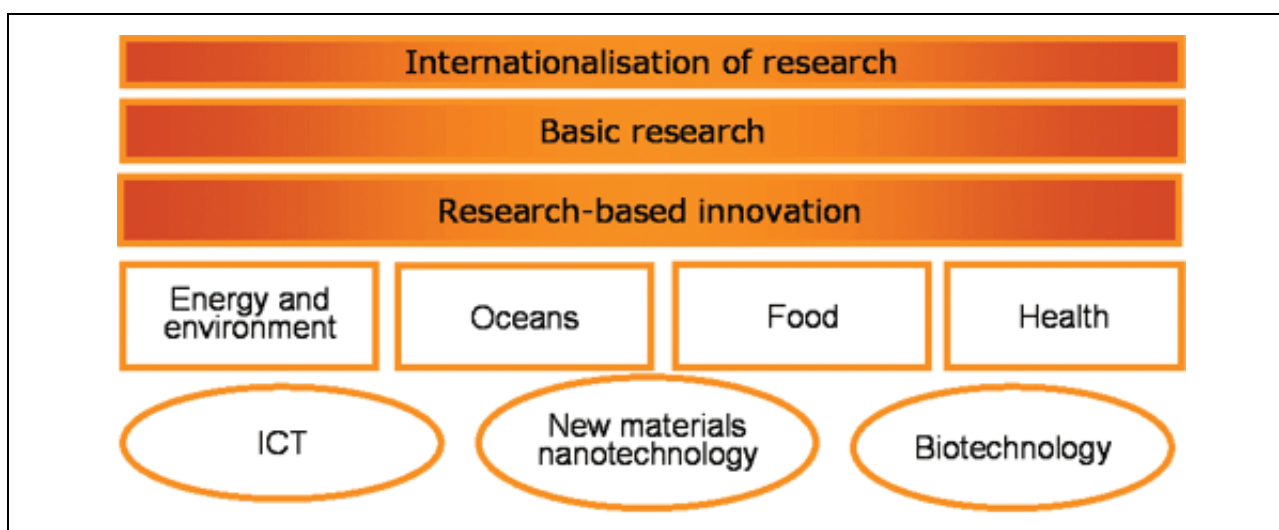 Internationalisation of research
Basic research
Research-based innovation
Energy and
environment
Oceans
Food
Health
ICT
New materials
nanotechnology
Biotechnology